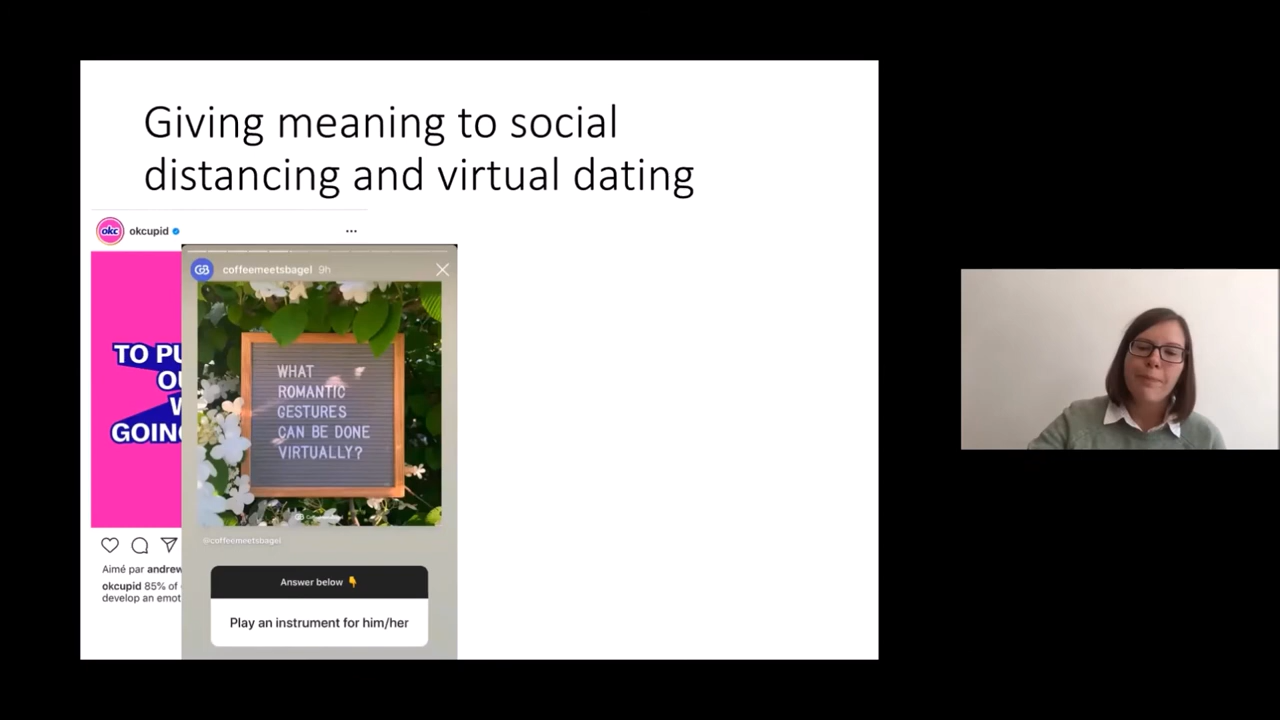 Giving meaning to social
distancing and virtual dating
okc
okcupid
TO PU
OU
W
GOING
Aimé par andrew
okcupid 85% of
develop an emot
coffeemeetsbagel 9h
WHAT
ROMANTIC
GESTURES
CAN BE DONE
VIRTUALLY?
@coffeemeetsbagel
Answer below 👇
Play an instrument for him/her